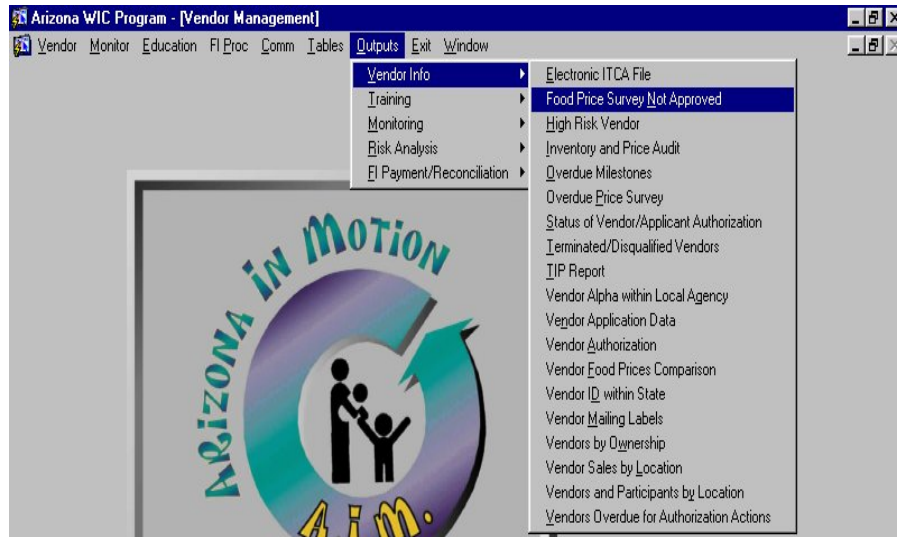 Arizona WIC Program - [Vendor Management]
Vendor Monitor Education FI Proc Comm Tables Outputs Exit Window
Vendor Info
Training
Monitoring
Risk Analysis
FI Payment/Reconciliation
Electronic ITCA File
Food Price Survey Not Approved
High Risk Vendor
Inventory and Price Audit
Overdue Milestones
Overdue Price Survey
Status of Vendor/Applicant Authorization
Terminated/Disqualified Vendors
TIP Report
Vendor Alpha within Local Agency
Vendor Application Data
Vendor Authorization
Vendor Food Prices Comparison
Vendor ID within State
Vendor Mailing Labels
Vendors by Ownership
Vendor Sales by Location
Vendors and Participants by Location
Vendors Overdue for Authorization Actions
ARIZONA IN MOTION
A.I.M.